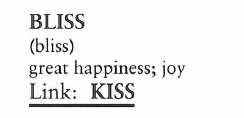 BLISS
(bliss)
great happiness; joy
Link: KISS